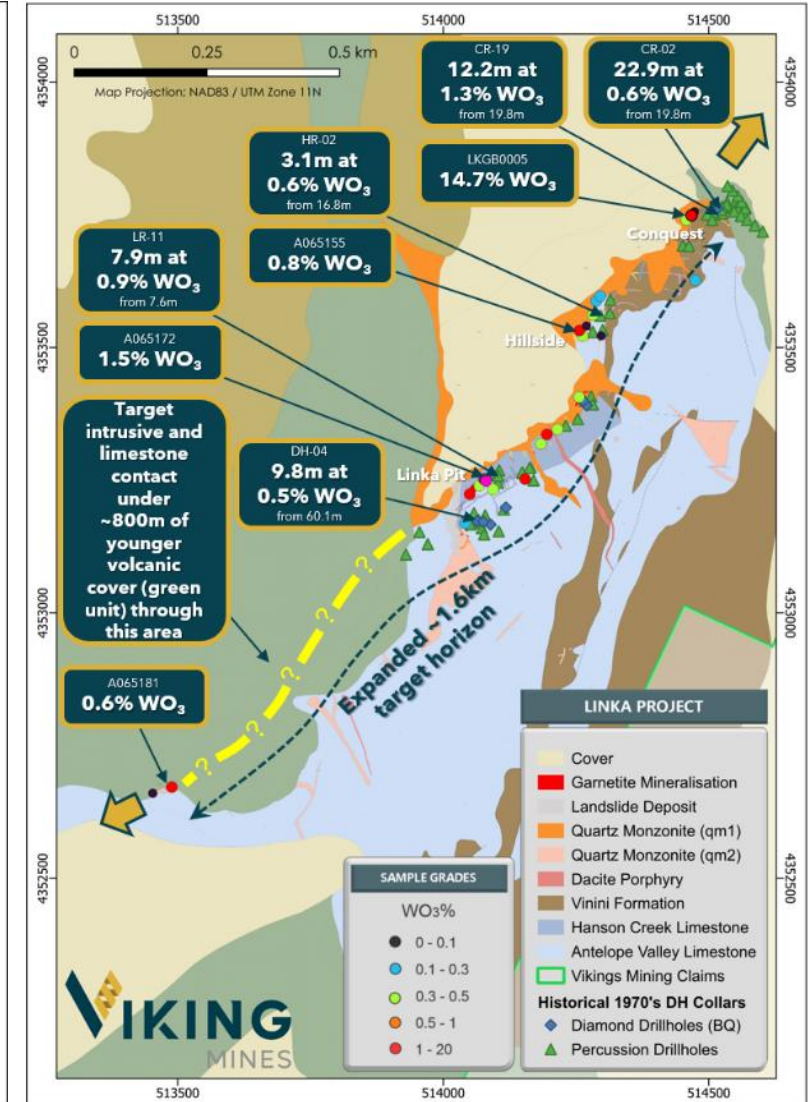 513500
514000
514500
4354000
4353500
4353000
4352500
4354000
4353500
4353000
4352500
0
0.25
0.5 km
Map Projection; NAD83 / UTM Zone 11N
CR-19
12.2m at
1.3% WO₃
from 19.8m
CR-02
22.9m at
0.6% WO₃
from 19.8m
HR-02
3.1m at
0.6% WO₃
from 16.8m
LKGB0005
14.7% WO₃
LR-11
7.9m at
0.9% WO₃
from 7.6m
A065155
0.8% WO₃
A065172
1.5% WO₃
Conquest
Hillside
Linka Pit
Target
intrusive and
limestone
contact
under
~800m of
younger
volcanic
cover (green
unit) through
this area
DH-04
9.8m at
0.5% WO₃
from 60.1m
?
?
?
?
Expanded ~1.6km
target horizon
A065181
0.6% WO₃
LINKA PROJECT
Cover
Garnetite Mineralisation
Landslide Deposit
Quartz Monzonite (qm1)
Quartz Monzonite (qm2)
Dacite Porphyry
Vinini Formation
Hanson Creek Limestone
Antelope Valley Limestone
Vikings Mining Claims
Historical 1970's DH Collars
Diamond Drillholes (BQ)
Percussion Drillholes
SAMPLE GRADES
WO₃%
0 - 0.1
0.1 - 0.3
0.3 - 0.5
0.5 - 1
1 - 20
VIKING
MINES
513500
514000
514500